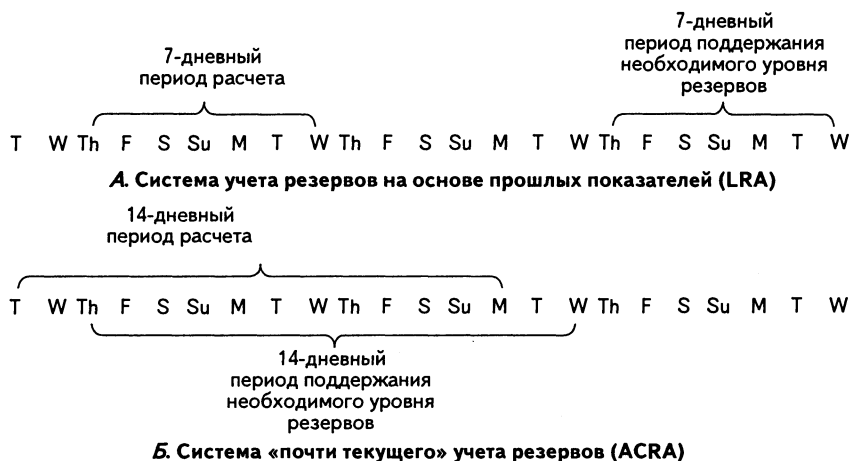 7-дневный
период расчета
7-дневный
период поддержания
необходимого уровня
резервов
T W Th F S Su M T W Th F S Su M T W Th F S Su M T W
А. Система учета резервов на основе прошлых показателей (LRA)
14-дневный
период расчета
T W Th F S Su M T W Th F S Su M T W Th F S Su M T W
14-дневный
период поддержания
необходимого уровня
резервов
Б. Система «почти текущего» учета резервов (ACRA)